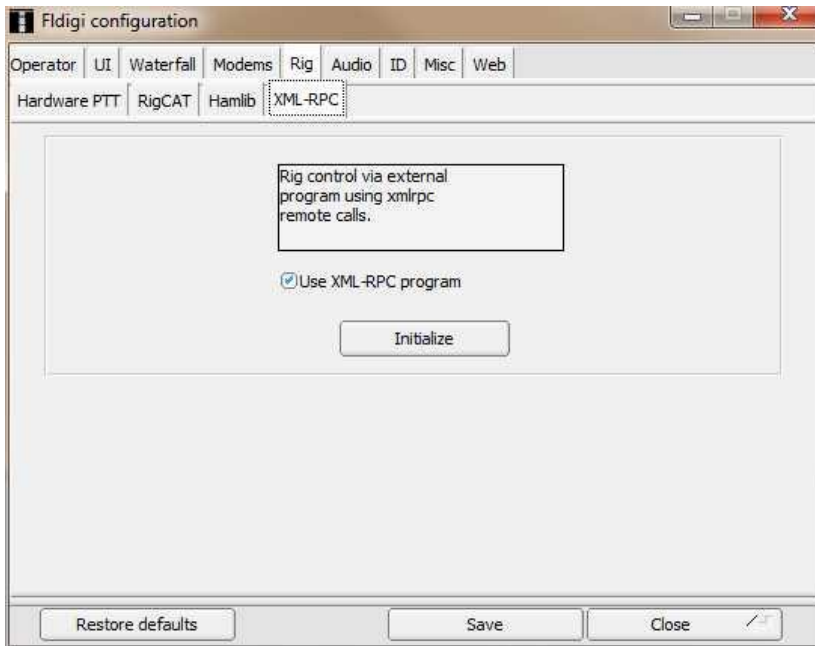 Fldigi configuration
Operator UI Waterfall Modems Rig Audio ID Misc Web
Hardware PTT RigCAT Hamlib XML-RPC
Rig control via external
program using xmlrpc
remote calls.
Use XML-RPC program
Initialize
Restore defaults Save Close